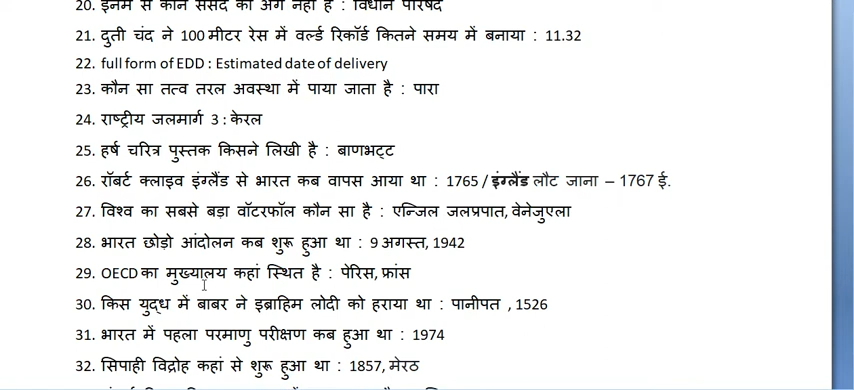 20. इनमें से कौन संसद का अंग नहीं है : विधान परिषद
21. दुती चंद ने 100 मीटर रेस में वर्ल्ड रिकॉर्ड कितने समय में बनाया : 11.32
22. full form of EDD : Estimated date of delivery
23. कौन सा तत्व तरल अवस्था में पाया जाता है : पारा
24. राष्ट्रीय जलमार्ग 3 : केरल
25. हर्ष चरित्र पुस्तक किसने लिखी है : बाणभट्ट
26. रॉबर्ट क्लाइव इंग्लैंड से भारत कब वापस आया था : 1765 / इंग्लैंड लौट जाना – 1767 ई.
27. विश्व का सबसे बड़ा वॉटरफॉल कौन सा है : एन्जिल जलप्रपात, वेनेजुएला
28. भारत छोड़ो आंदोलन कब शुरू हुआ था : 9 अगस्त, 1942
29. OECD का मुख्यालय कहां स्थित है : पेरिस, फ्रांस
30. किस युद्ध में बाबर ने इब्राहिम लोदी को हराया था : पानीपत , 1526
31. भारत में पहला परमाणु परीक्षण कब हुआ था : 1974
32. सिपाही विद्रोह कहां से शुरू हुआ था : 1857, मेरठ